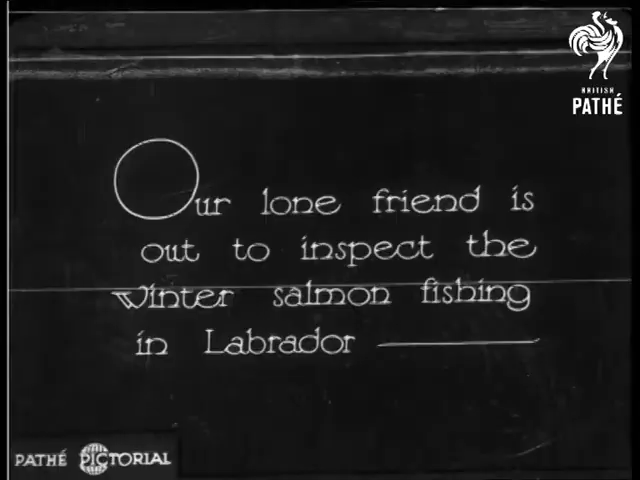 BRITISH
PATHÉ
Our lone friend is
out to inspect the
winter salmon fishing
in Labrador
PATHÉ PICTORIAL